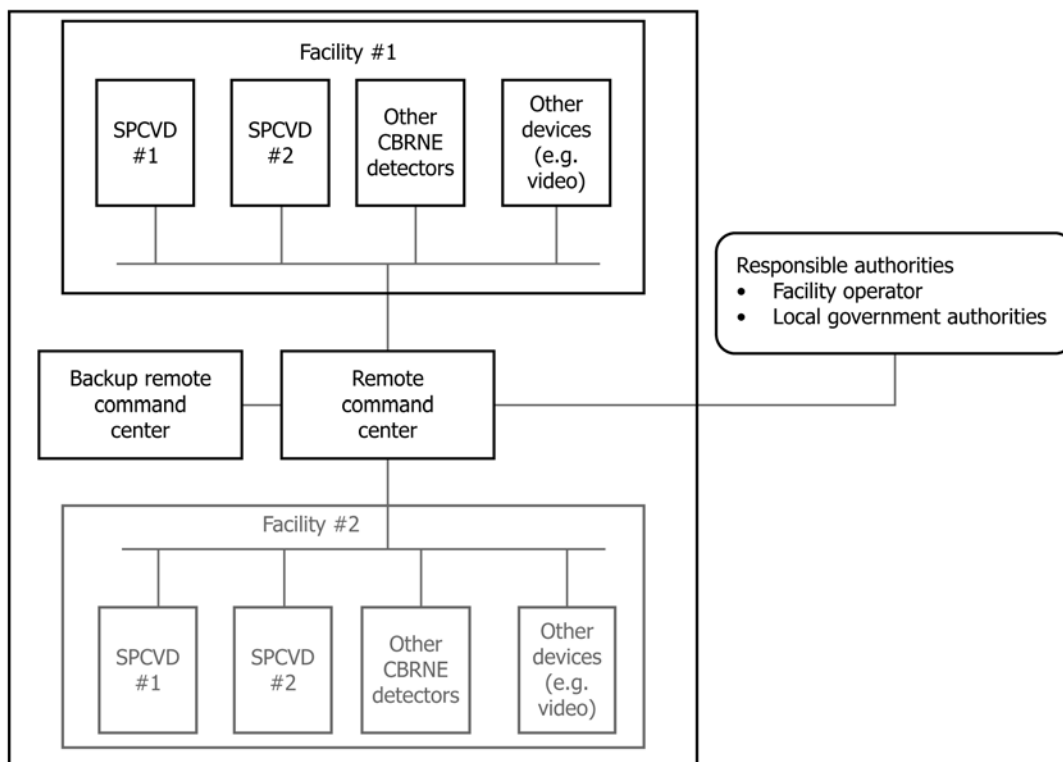 Facility #1
SPCVD
#1
SPCVD
#2
Other
CBRNE
detectors
Other
devices
(e.g.
video)
Responsible authorities
• Facility operator
• Local government authorities
Backup remote
command
center
Remote
command
center
Facility #2
SPCVD
#1
SPCVD
#2
Other
CBRNE
detectors
Other
devices
(e.g.
video)